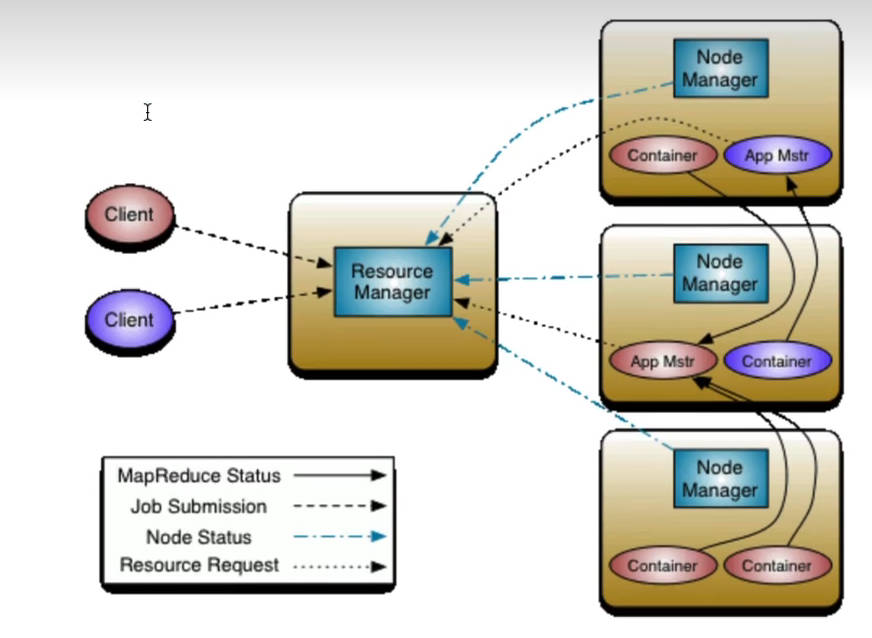 Client
Client
Resource
Manager
Node
Manager
Container
App Mstr
Node
Manager
App Mstr
Container
Node
Manager
Container
Container
MapReduce Status
Job Submission
Node Status
Resource Request